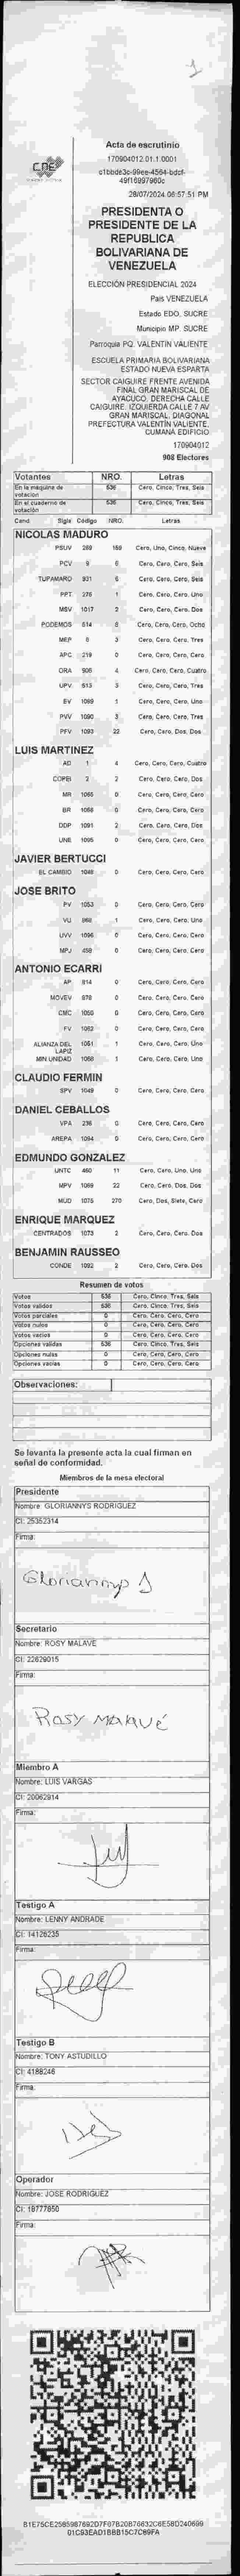 1
CNE
Acta de escrutinio
170904012.01.1.0001
28/07/2024 06:57:51 PM
PRESIDENTA O
PRESIDENTE DE LA
REPUBLICA
BOLIVARIANA DE
VENEZUELA
ELECCIÓN PRESIDENCIAL 2024
País VENEZUELA
Estado EDO. SUCRE
Municipio MP. SUCRE
Parroquia PQ. VALENTIN VALIENTE
ESCUELA PRIMARIA BOLIVARIANA
ESTADO NUEVA ESPARTA
SECTOR CAIGUIRE FRENTE AVENIDA
FINAL GRAN MARISCAL DE
AYACUCO. DERECHA CALLE
CAIGUIRE. IZQUIERDA CALLE 7 AV
GRAN MARISCAL. DIAGONAL
PREFECTURA VALENTÍN VALIENTE,
CUMANÁ EDIFICIO
170904012
908 Electores
Votantes NRO. Letras
En la máquina de votación 536 Cero, Cinco, Tres, Seis
En el cuaderno de votación 536 Cero, Cinco, Tres, Seis
Cand Sigla Código NRO. Letras
NICOLAS MADURO
PSUV 269 159 Cero, Uno, Cinco, Nueve
PCV 9 6 Cero, Cero, Cero, Seis
TUPAMARO 931 6 Cero, Cero, Cero, Seis
PPT 276 1 Cero, Cero, Cero, Uno
MSV 1017 2 Cero, Cero, Cero, Dos
PODEMOS 514 8 Cero, Cero, Cero, Ocho
MEP 8 3 Cero, Cero, Cero, Tres
APC 219 0 Cero, Cero, Cero, Cero
ORA 906 4 Cero, Cero, Cero, Cuatro
UPV 513 3 Cero, Cero, Cero, Tres
EV 1089 1 Cero, Cero, Cero, Uno
PVV 1090 3 Cero, Cero, Cero, Tres
PFV 1093 22 Cero, Cero, Dos, Dos
LUIS MARTINEZ
AD 1 4 Cero, Cero, Cero, Cuatro
COPEI 2 2 Cero, Cero, Cero, Dos
MR 1065 0 Cero, Cero, Cero, Cero
BR 1068 0 Cero, Cero, Cero, Cero
DDP 1091 2 Cero, Cero, Cero, Dos
UNE 1095 0 Cero, Cero, Cero, Cero
JAVIER BERTUCCI
EL CAMBIO 1048 0 Cero, Cero, Cero, Cero
JOSE BRITO
PV 1053 0 Cero, Cero, Cero, Cero
VU 968 1 Cero, Cero, Cero, Uno
UVV 1096 0 Cero, Cero, Cero, Cero
MPJ 458 0 Cero, Cero, Cero, Cero
ANTONIO ECARRI
AP 814 0 Cero, Cero, Cero, Cero
MOVEV 978 0 Cero, Cero, Cero, Cero
CMC 1050 0 Cero, Cero, Cero, Cero
FV 1062 0 Cero, Cero, Cero, Cero
ALIANZA DEL LAPIZ 1051 1 Cero, Cero, Cero, Uno
MIN UNIDAD 1058 1 Cero, Cero, Cero, Uno
CLAUDIO FERMIN
SPV 1049 0 Cero, Cero, Cero, Cero
DANIEL CEBALLOS
VPA 236 0 Cero, Cero, Cero, Cero
AREPA 1094 0 Cero, Cero, Cero, Cero
EDMUNDO GONZALEZ
UNTC 460 11 Cero, Cero, Uno, Uno
MPV 1069 22 Cero, Cero, Dos, Dos
MUD 1075 270 Cero, Dos, Siete, Cero
ENRIQUE MARQUEZ
CENTRADOS 1073 2 Cero, Cero, Cero, Dos
BENJAMIN RAUSSEO
CONDE 1092 2 Cero, Cero, Cero, Dos
Resumen de votos
Votos 536 Cero, Cinco, Tres, Seis
Votos válidos 536 Cero, Cinco, Tres, Seis
Votos parciales 0 Cero, Cero, Cero, Cero
Votos nulos 0 Cero, Cero, Cero, Cero
Votos vacíos 0 Cero, Cero, Cero, Cero
Opciones válidas 536 Cero, Cinco, Tres, Seis
Opciones nulas 0 Cero, Cero, Cero, Cero
Opciones vacías 0 Cero, Cero, Cero, Cero
Observaciones:
Se levanta la presente acta la cual firman en
señal de conformidad.
Miembros de la mesa electoral
Presidente
Nombre: GLORIANNYS RODRIGUEZ
CI: 25352314
Firma:
Gloriannys
Secretario
Nombre: ROSY MALAVE
CI: 22629015
Firma:
Rosy Malavé
Miembro A
Nombre: LUIS VARGAS
CI: 20062914
Firma:
Testigo A
Nombre: LENNY ANDRADE
CI: 14126235
Firma:
Testigo B
Nombre: TONY ASTUDILLO
CI: 4188246
Firma:
Operador
Nombre: JOSE RODRIGUEZ
CI: 18777850
Firma: